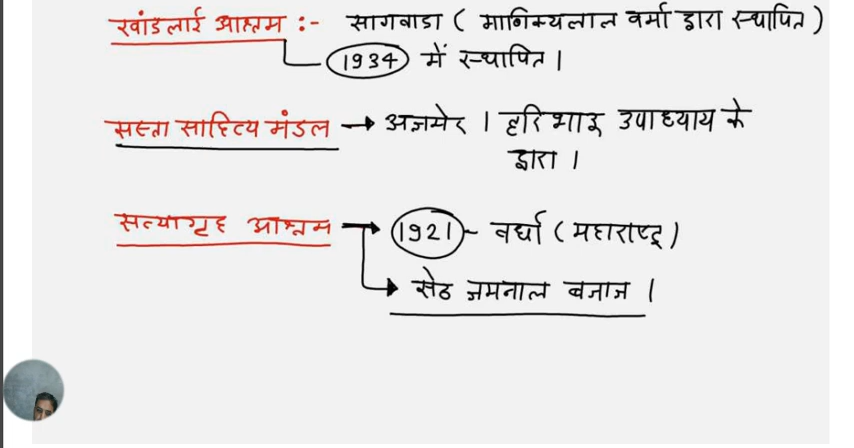 खांडलाई आश्रम :- सागवाडा ( माणिक्यलाल वर्मा द्वारा स्थापित )
1934 में स्थापित ।
सस्ता साहित्य मंडल → अजमेर । हरिभाऊ उपाध्याय के
द्वारा ।
सत्याग्रह आश्रम → 1921 - वर्धा ( महाराष्ट्र )
→ सेठ जमनाल बजाज ।